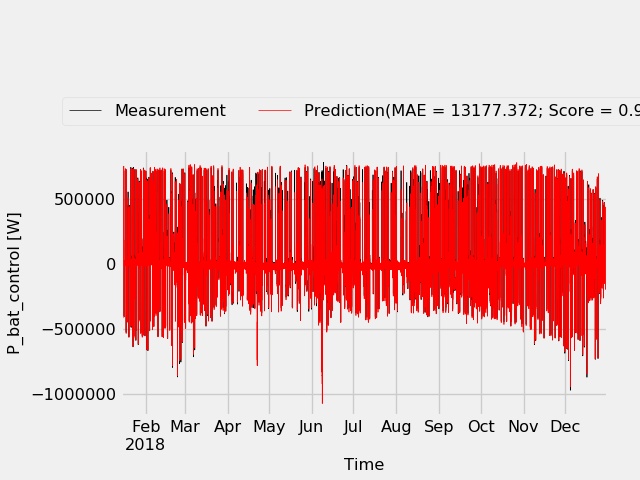 Measurement
Prediction(MAE = 13177.372; Score = 0.9
P_bat_control [W]
500000
0
−500000
−1000000
Feb Mar Apr May Jun Jul Aug Sep Oct Nov Dec
2018
Time